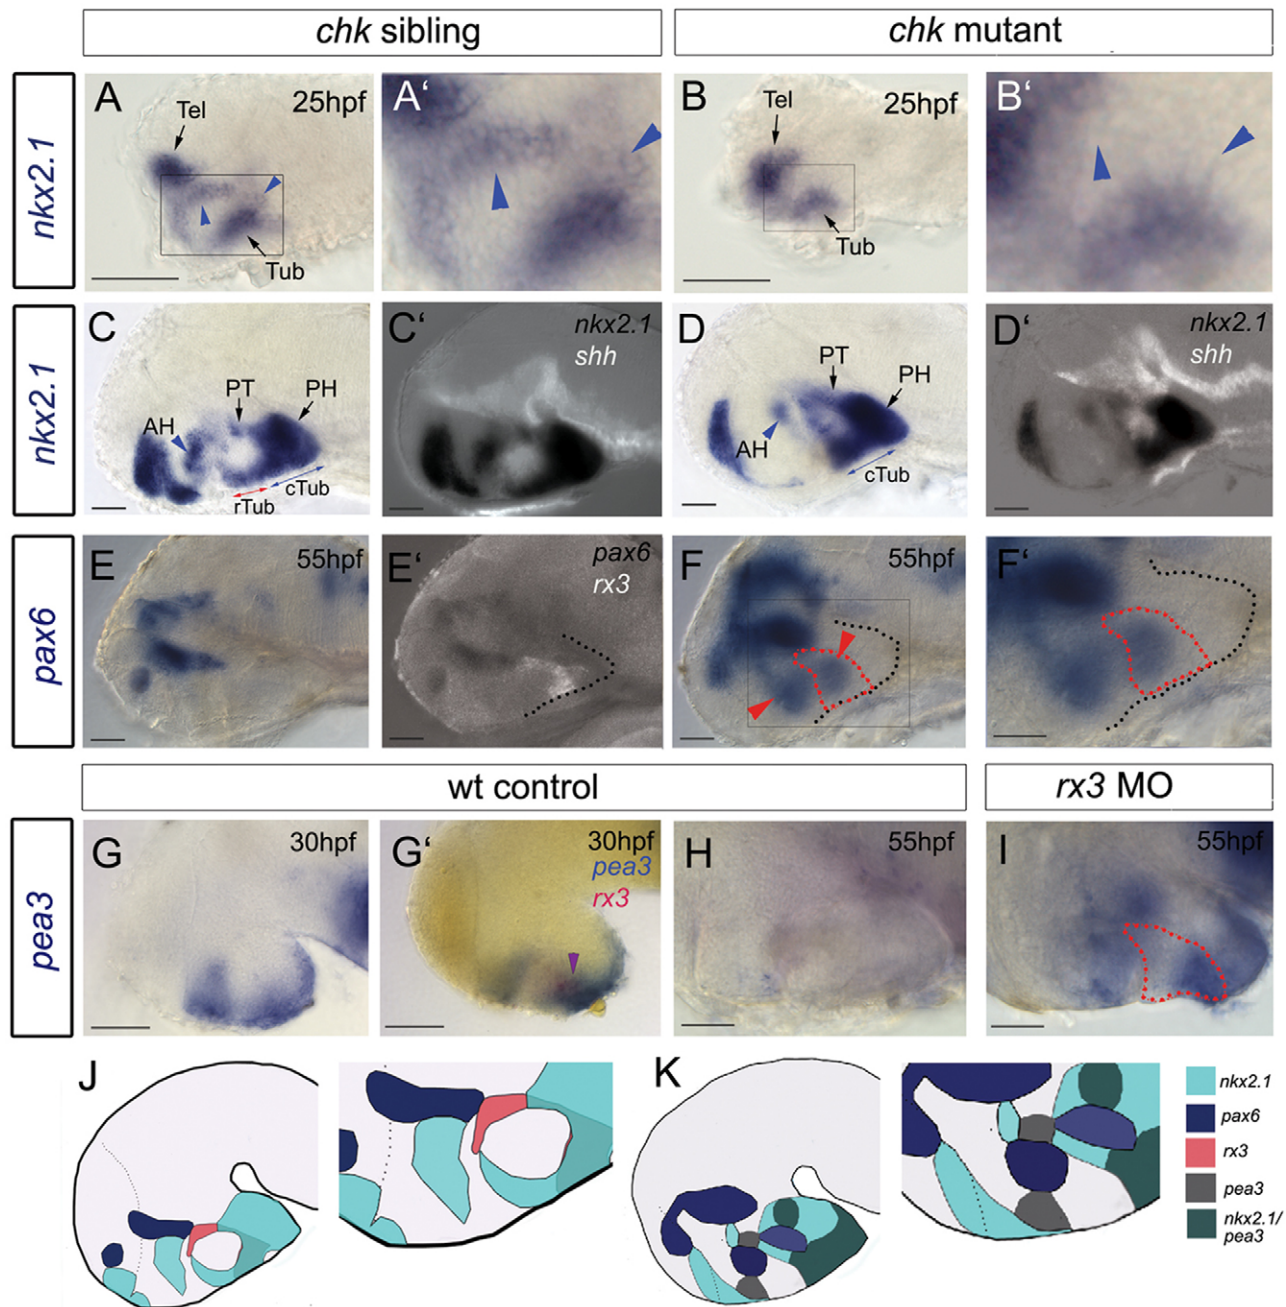 chk sibling
chk mutant
nkx2.1
A
Tel
25hpf
Tub
A'
B
Tel
25hpf
Tub
B'
nkx2.1
C
AH
PT
PH
rTub
cTub
C'
nkx2.1
shh
D
PT
PH
AH
cTub
D'
nkx2.1
shh
pax6
E
55hpf
E'
pax6
rx3
F
55hpf
F'
wt control
rx3 MO
pea3
G
30hpf
G'
30hpf
pea3
rx3
H
55hpf
I
55hpf
J
K
nkx2.1
pax6
rx3
pea3
nkx2.1/
pea3